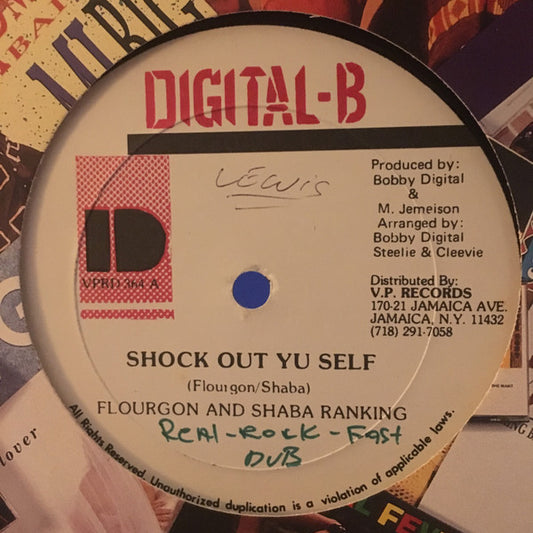 DIGITAL-B
LEWIS
Produced by:
Bobby Digital
&
M. Jemeison
Arranged by:
Bobby Digital
Steelie & Cleevie
D
VPRD 364 A
Distributed By:
V.P. RECORDS
170-21 JAMAICA AVE.
JAMAICA, N.Y. 11432
(718) 291-7058
SHOCK OUT YU SELF
(Flourgon/Shaba)
FLOURGON AND SHABA RANKING
REAL-ROCK-FAST
DUB
All Rights Reserved. Unauthorized duplication is a violation of applicable laws.
lover